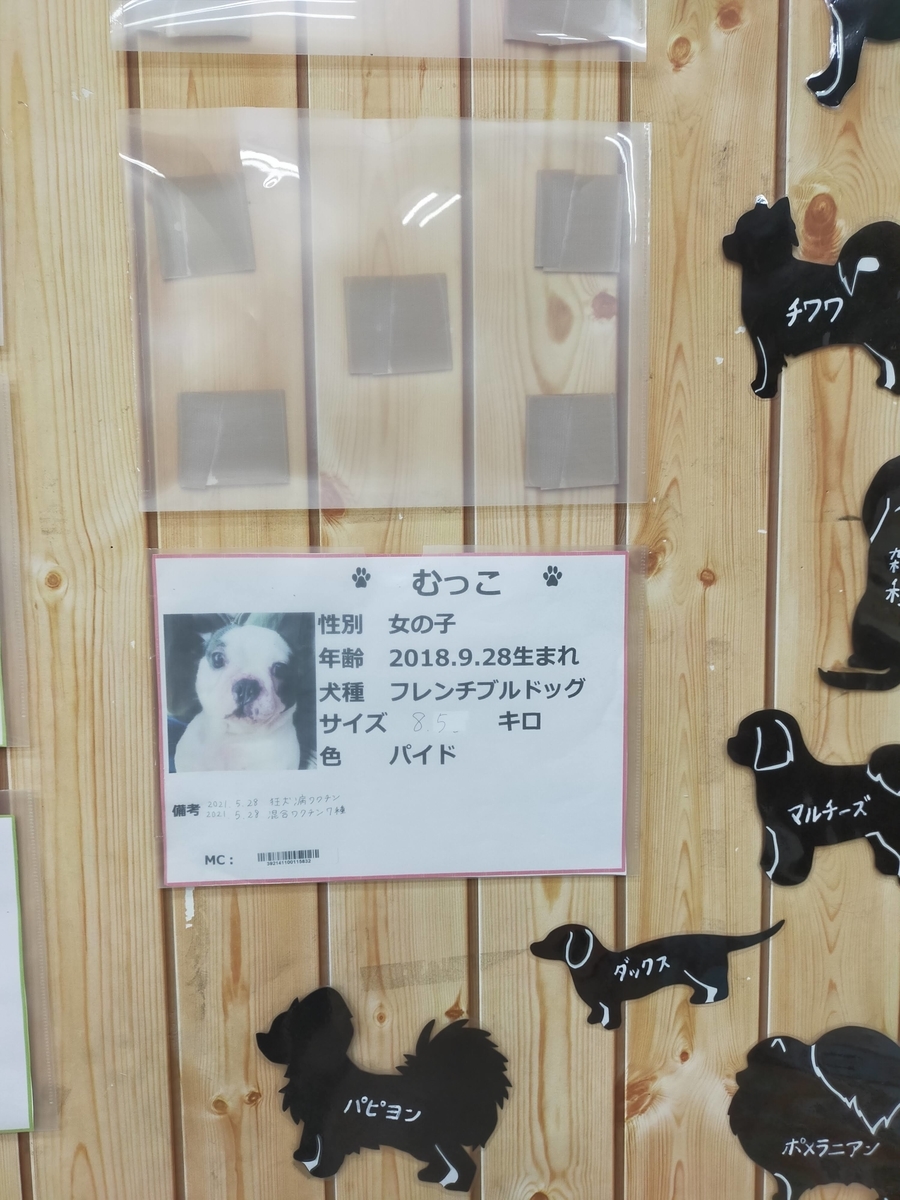 むっこ
性別 女の子
年齢 2018.9.28生まれ
犬種 フレンチブルドッグ
サイズ 8.5 キロ
色 パイド
備考 2021.5.28 狂犬病ワクチン
2021.5.28 混合ワクチン7種
MC:
チワワ
マルチーズ
ダックス
パピヨン
ポメラニアン